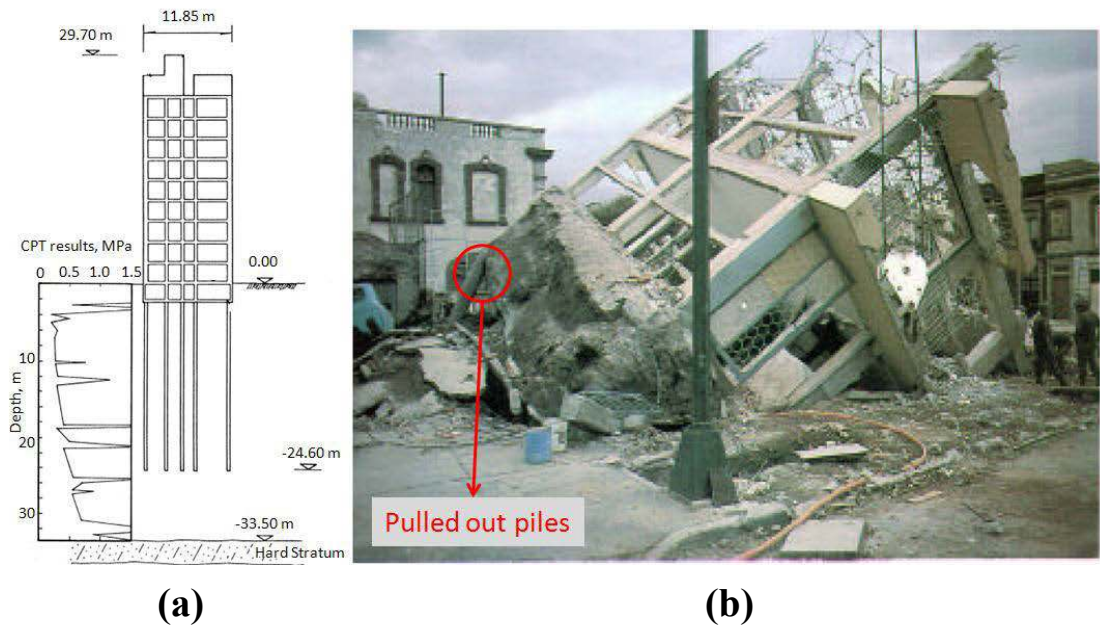 11.85 m
29.70 m
CPT results, MPa
0 0.5 1.0 1.5
0.00
Depth, m
10
20
30
-24.60 m
-33.50 m
Hard Stratum
Pulled out piles
(a)
(b)